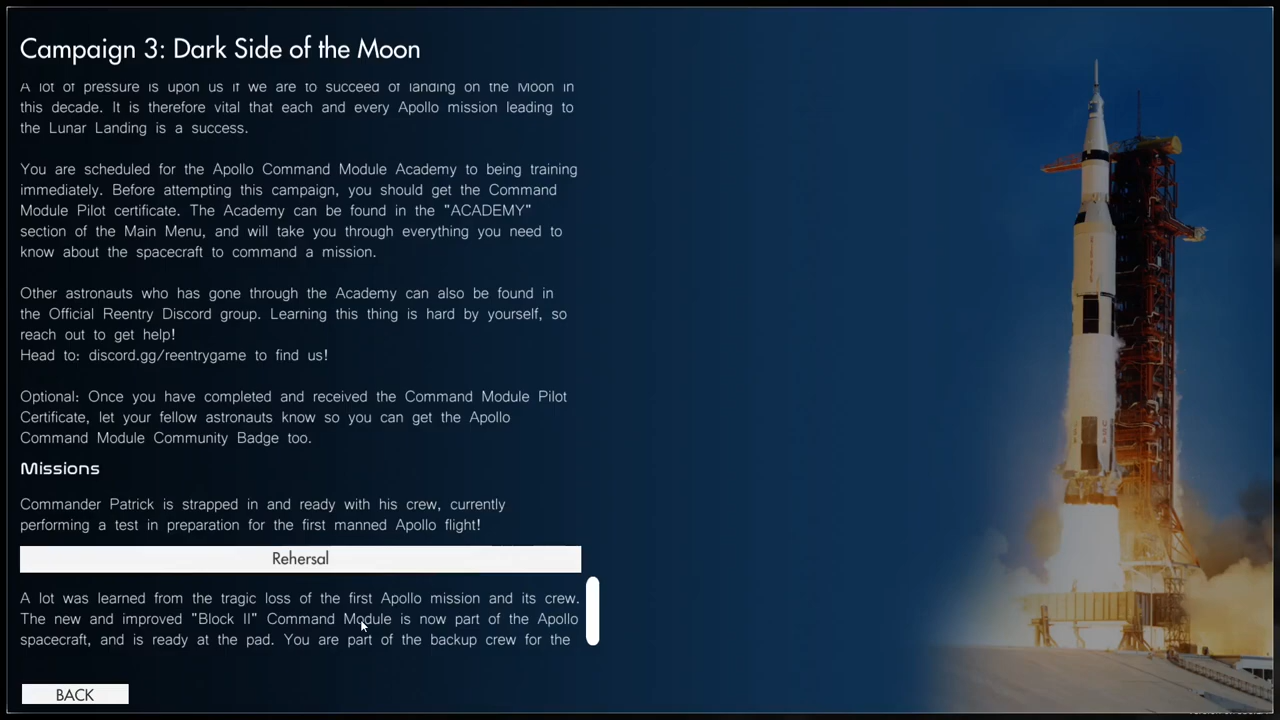 Campaign 3: Dark Side of the Moon
A lot of pressure is upon us if we are to succeed of landing on the Moon in
this decade. It is therefore vital that each and every Apollo mission leading to
the Lunar Landing is a success.
You are scheduled for the Apollo Command Module Academy to being training
immediately. Before attempting this campaign, you should get the Command
Module Pilot certificate. The Academy can be found in the "ACADEMY"
section of the Main Menu, and will take you through everything you need to
know about the spacecraft to command a mission.
Other astronauts who has gone through the Academy can also be found in
the Official Reentry Discord group. Learning this thing is hard by yourself, so
reach out to get help!
Head to: discord.gg/reentrygame to find us!
Optional: Once you have completed and received the Command Module Pilot
Certificate, let your fellow astronauts know so you can get the Apollo
Command Module Community Badge too.
Missions
Commander Patrick is strapped in and ready with his crew, currently
performing a test in preparation for the first manned Apollo flight!
Rehersal
A lot was learned from the tragic loss of the first Apollo mission and its crew.
The new and improved "Block II" Command Module is now part of the Apollo
spacecraft, and is ready at the pad. You are part of the backup crew for the
BACK